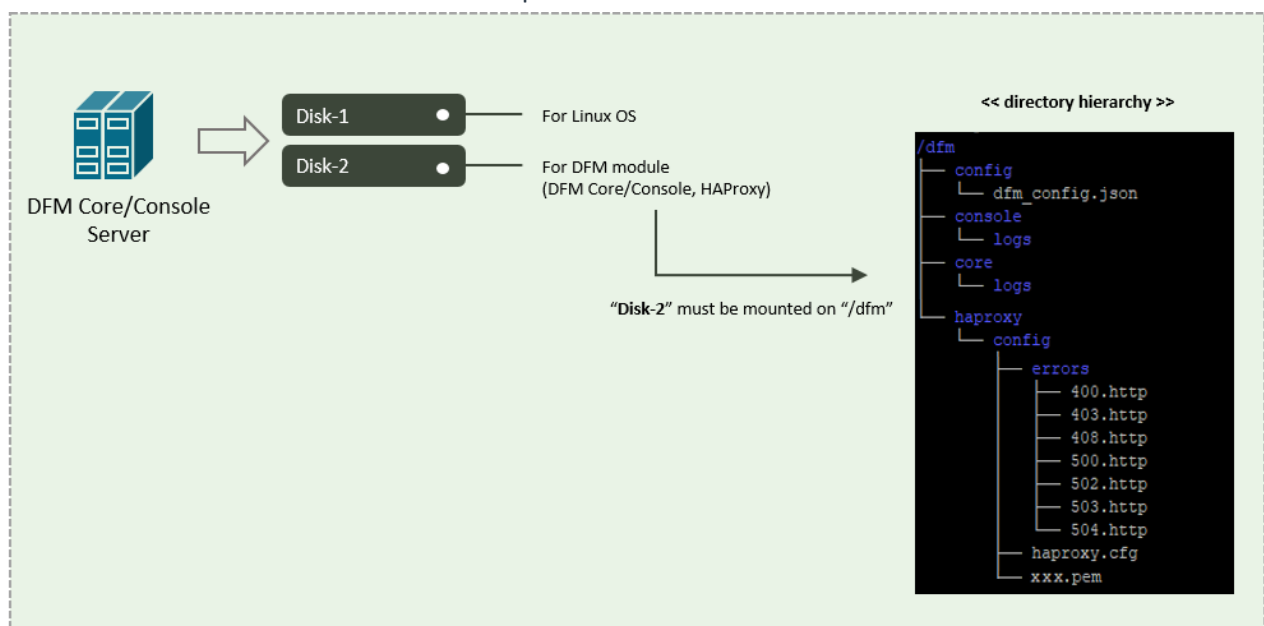 DFM Core/Console
Server
Disk-1
Disk-2
For Linux OS
For DFM module
(DFM Core/Console, HAProxy)
“Disk-2” must be mounted on “/dfm”
<< directory hierarchy >>
/dfm
config
dfm_config.json
console
logs
core
logs
haproxy
config
errors
400.http
403.http
408.http
500.http
502.http
503.http
504.http
haproxy.cfg
xxx.pem